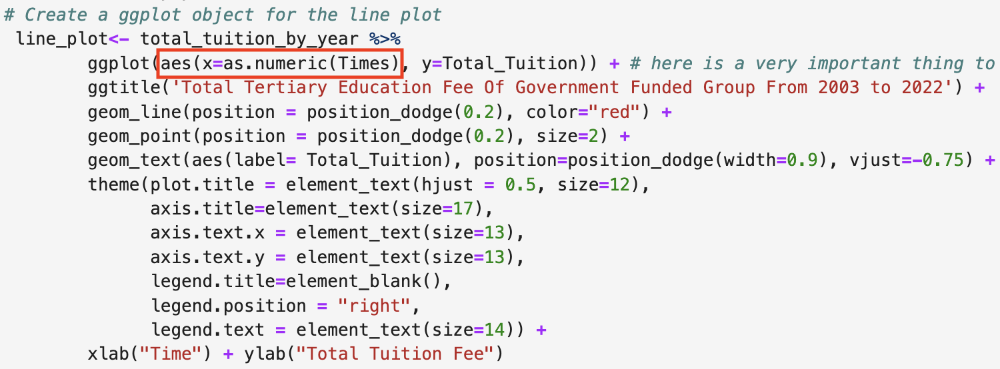 # Create a ggplot object for the line plot
line_plot<- total_tuition_by_year %>%
ggplot(aes(x=as.numeric(Times), y=Total_Tuition)) + # here is a very important thing to
ggtitle('Total Tertiary Education Fee Of Government Funded Group From 2003 to 2022') +
geom_line(position = position_dodge(0.2), color="red") +
geom_point(position = position_dodge(0.2), size=2) +
geom_text(aes(label= Total_Tuition), position=position_dodge(width=0.9), vjust=-0.75) +
theme(plot.title = element_text(hjust = 0.5, size=12),
axis.title=element_text(size=17),
axis.text.x = element_text(size=13),
axis.text.y = element_text(size=13),
legend.title=element_blank(),
legend.position = "right",
legend.text = element_text(size=14)) +
xlab("Time") + ylab("Total Tuition Fee")